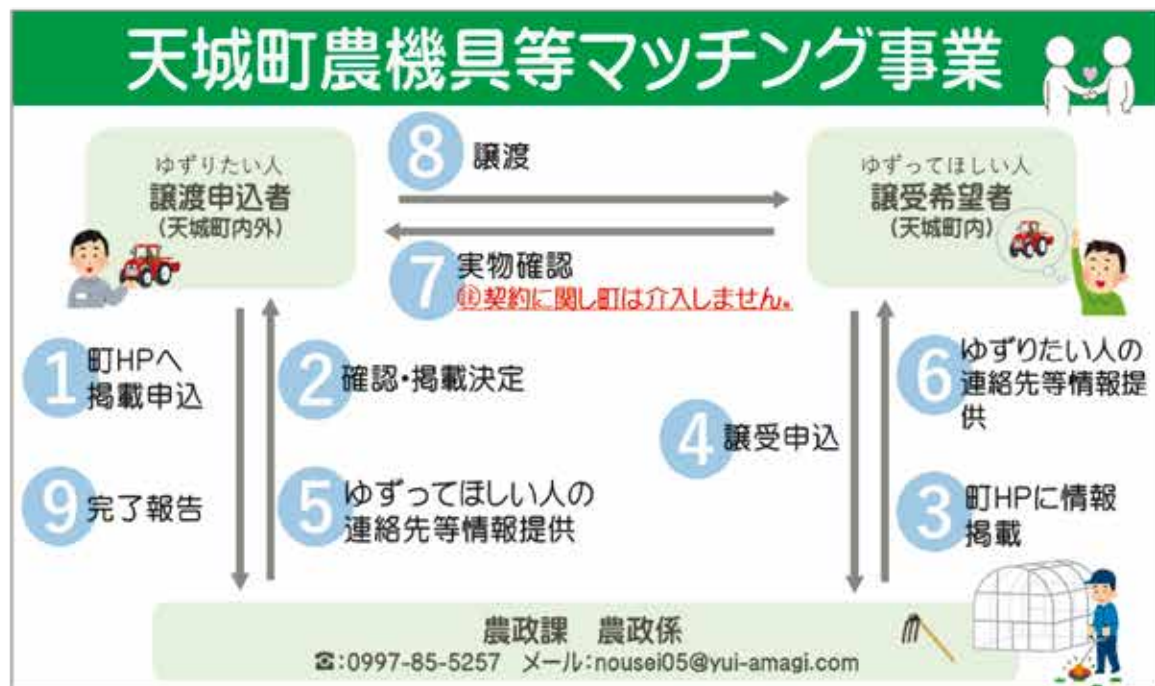 天城町農機具等マッチング事業
ゆずりたい人
譲渡申込者
(天城町内外)
8 譲渡
ゆずってほしい人
譲受希望者
(天城町内)
7 実物確認
㊟契約に関し町は介入しません。
1 町HPへ
掲載申込
2 確認・掲載決定
6 ゆずりたい人の
連絡先等情報提
供
4 譲受申込
9 完了報告
5 ゆずってほしい人の
連絡先等情報提供
3 町HPに情報
掲載
農政課 農政係
☎:0997-85-5257 メール:nousei05@yui-amagi.com